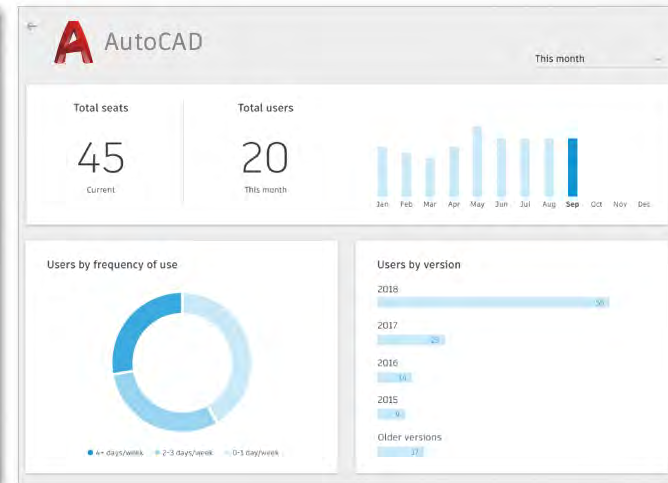 AutoCAD
This month
Total seats
Total users
45
20
Current
This month
Jan Feb Mar Apr May Jun Jul Aug Sep Oct Nov Dec
Users by frequency of use
Users by version
2018
2017
2016
14
2015
9
Older versions
17
4+ days/week 2-3 days/week 0-1 day/week